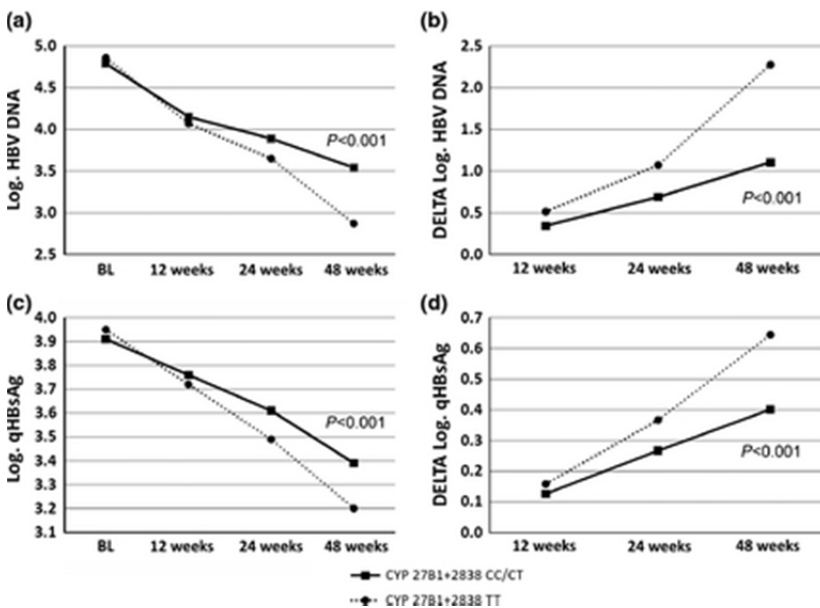 (a)
5.0
4.5
4.0
3.5
3.0
2.5
Log. HBV DNA
P<0.001
BL 12 weeks 24 weeks 48 weeks
(b)
2.5
2.0
1.5
1.0
0.5
0.0
DELTA Log. HBV DNA
P<0.001
12 weeks 24 weeks 48 weeks
(c)
4.0
3.9
3.8
3.7
3.6
3.5
3.4
3.3
3.2
3.1
Log. qHBsAg
P<0.001
BL 12 weeks 24 weeks 48 weeks
(d)
0.7
0.6
0.5
0.4
0.3
0.2
0.1
0.0
DELTA Log. qHBsAg
P<0.001
12 weeks 24 weeks 48 weeks
CYP 27B1+2838 CC/CT
CYP 27B1+2838 TT